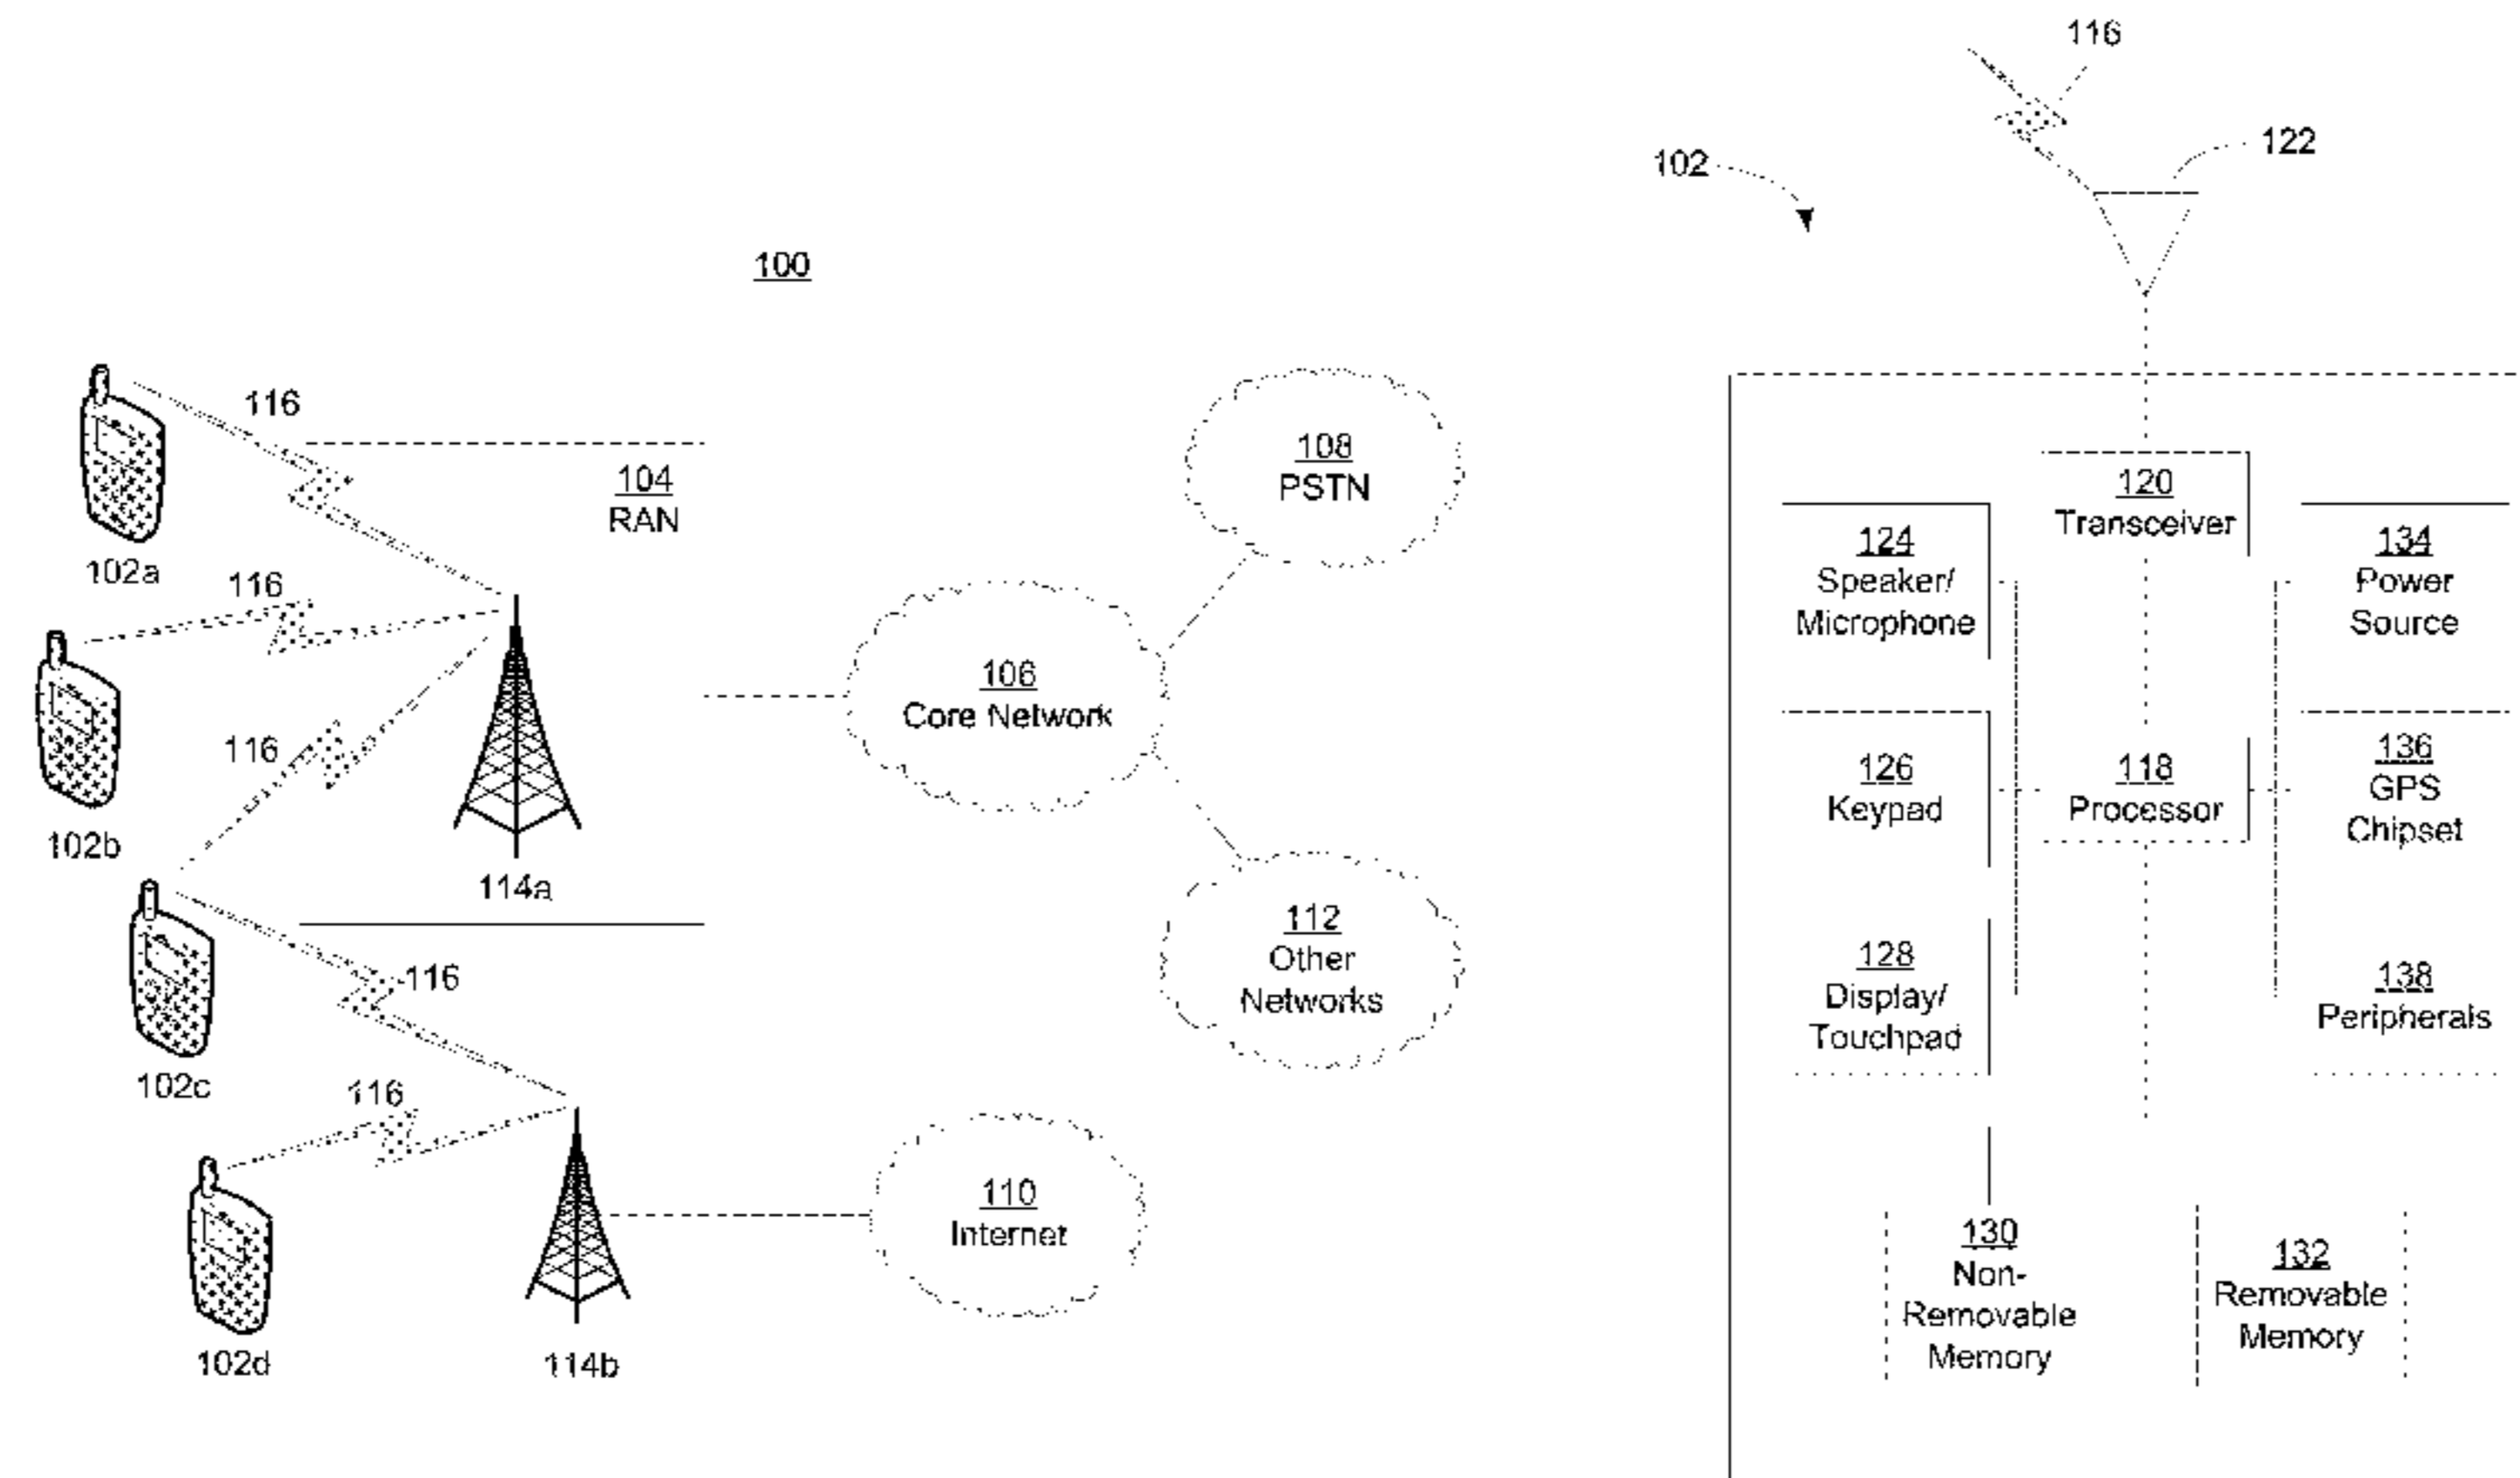 100
116
104
RAN
102a
116
102b
116
114a
102c
116
116
102d
114b
108
PSTN
106
Core Network
112
Other
Networks
110
Internet
116
122
102
120
Transceiver
124
Speaker/
Microphone
134
Power
Source
126
Keypad
118
Processor
136
GPS
Chipset
128
Display/
Touchpad
138
Peripherals
130
Non-
Removable
Memory
132
Removable
Memory